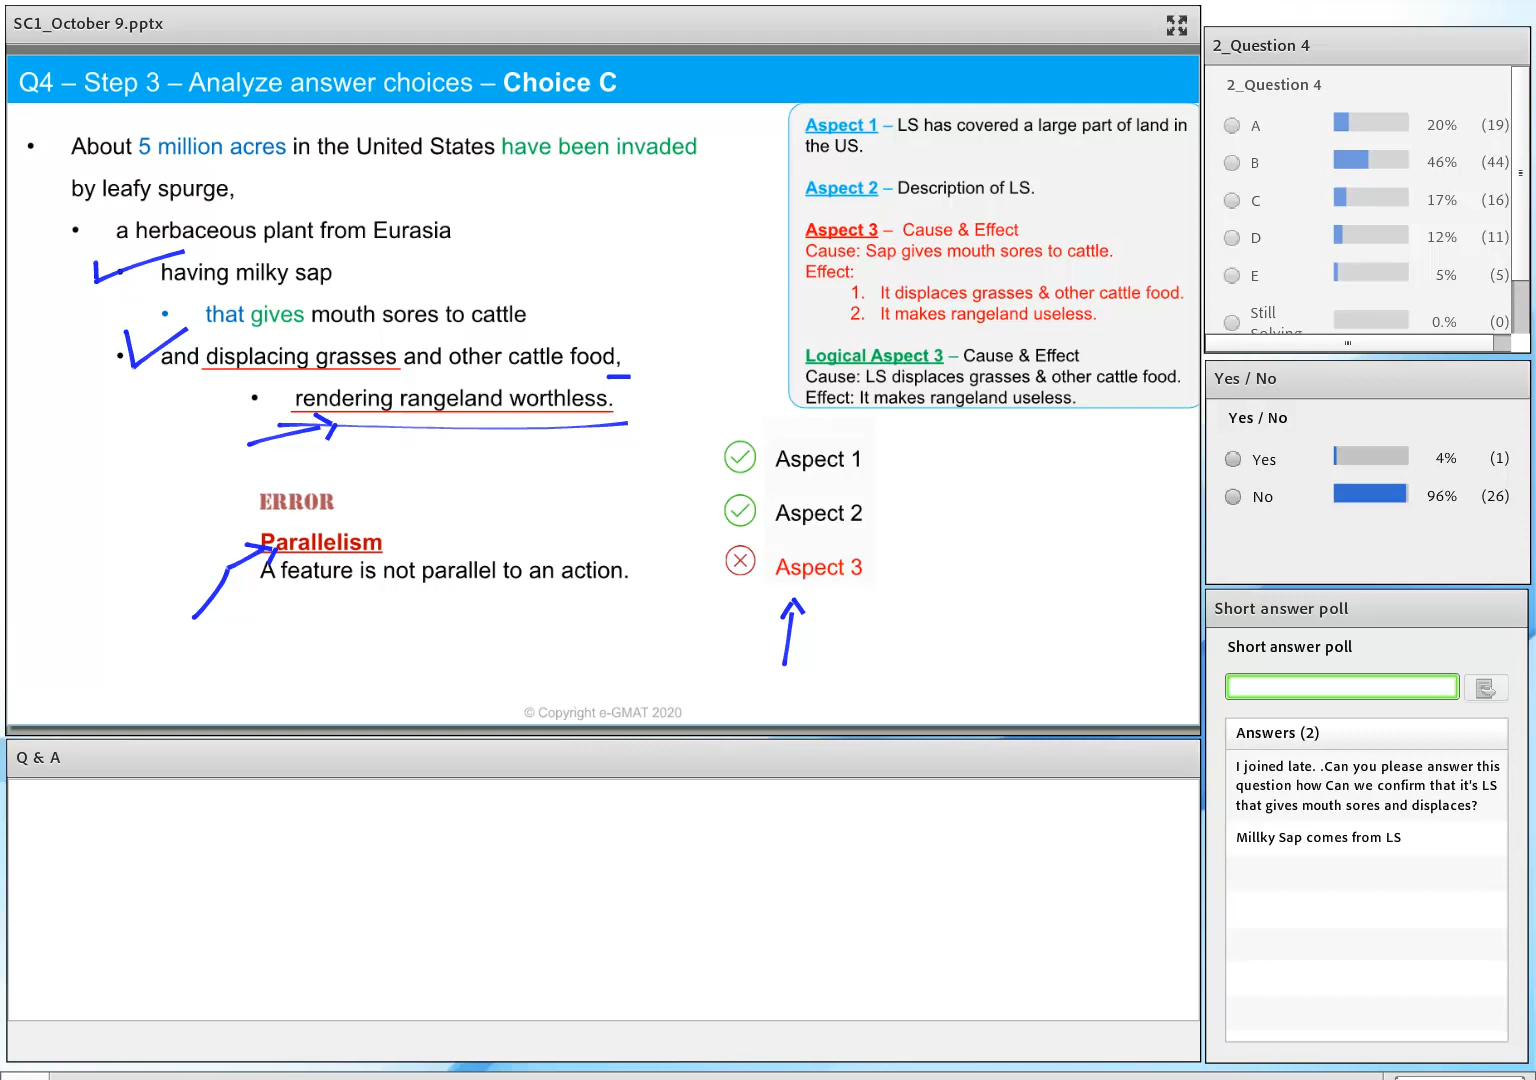 SC1_October 9.pptx
Q4 – Step 3 – Analyze answer choices – Choice C
• About 5 million acres in the United States have been invaded
by leafy spurge,
• a herbaceous plant from Eurasia
• having milky sap
• that gives mouth sores to cattle
• and displacing grasses and other cattle food,
• rendering rangeland worthless.
ERROR
Parallelism
A feature is not parallel to an action.
Aspect 1 – LS has covered a large part of land in
the US.
Aspect 2 – Description of LS.
Aspect 3 – Cause & Effect
Cause: Sap gives mouth sores to cattle.
Effect:
1. It displaces grasses & other cattle food.
2. It makes rangeland useless.
Logical Aspect 3 – Cause & Effect
Cause: LS displaces grasses & other cattle food.
Effect: It makes rangeland useless.
Aspect 1
Aspect 2
Aspect 3
© Copyright e-GMAT 2020
Q & A
2_Question 4
2_Question 4
A 20% (19)
B 46% (44)
C 17% (16)
D 12% (11)
E 5% (5)
Still 0.% (0)
Solving
Yes / No
Yes / No
Yes 4% (1)
No 96% (26)
Short answer poll
Short answer poll
Answers (2)
I joined late. .Can you please answer this
question how Can we confirm that it's LS
that gives mouth sores and displaces?
Millky Sap comes from LS